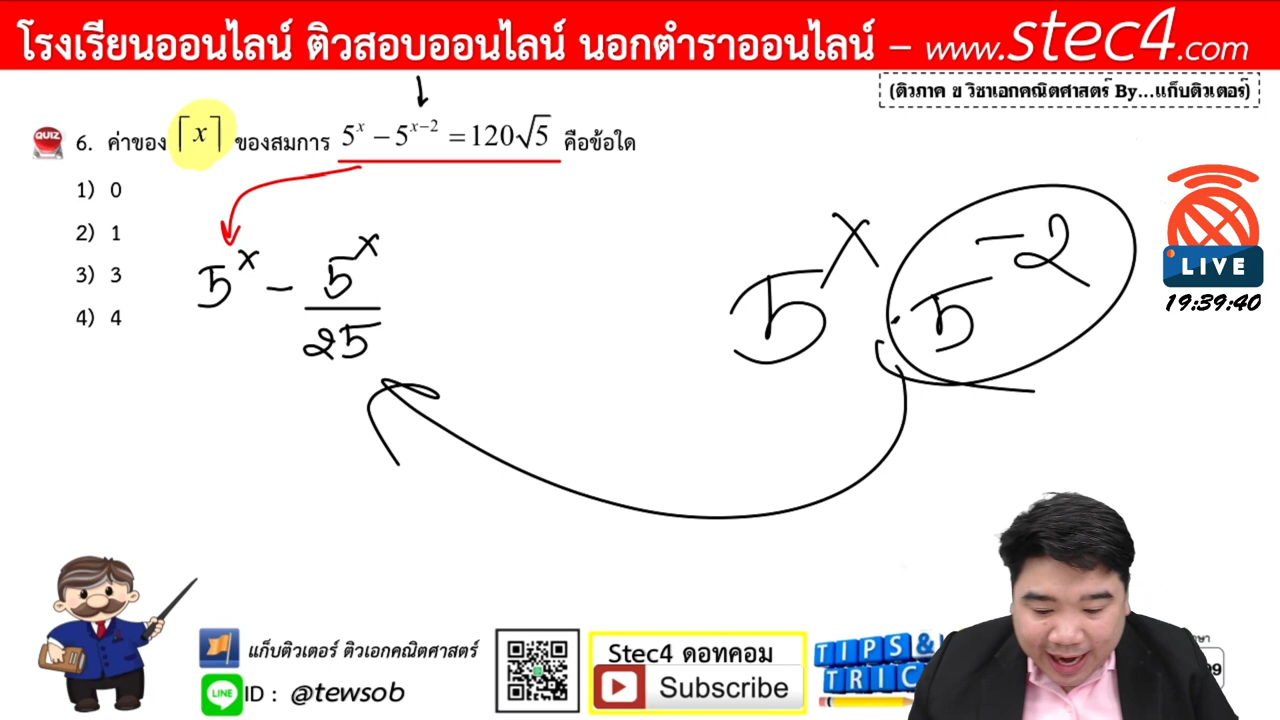 โรงเรียนออนไลน์ ติวสอบออนไลน์ นอกตำราออนไลน์ – www.stec4.com
(ติวภาค ข วิชาเอกคณิตศาสตร์ By...แก็บติวเตอร์)
QUIZ 6. ค่าของ ⌈x⌉ ของสมการ 5^x − 5^{x−2} = 120√5 คือข้อใด
1) 0
2) 1
3) 3
4) 4
5^x − 5^x/25
5^x · 5^{−2}
LIVE
19:39:40
แก็บติวเตอร์ ติวเอกคณิตศาสตร์
LINE ID : @tewsob
Stec4 ดอทคอม
Subscribe
TIPS &
TRIC